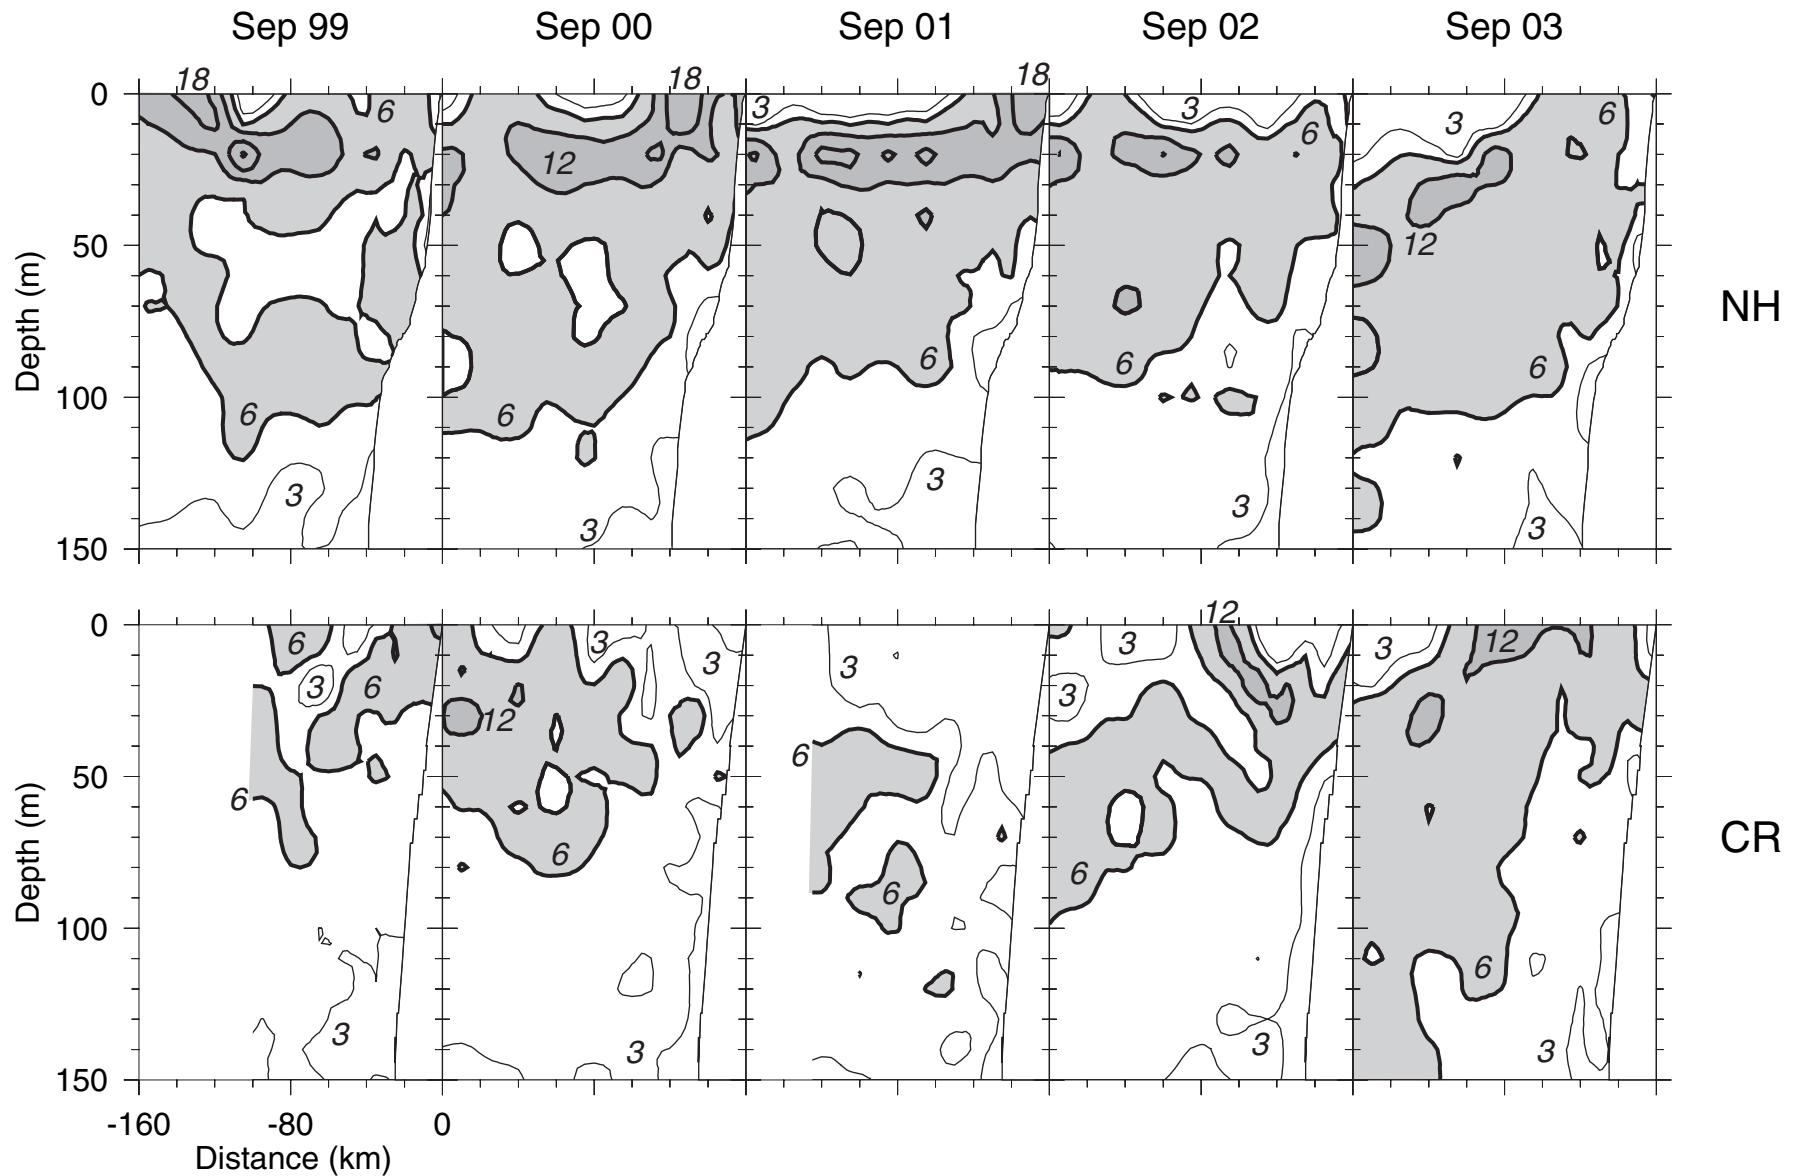 Sep 99 Sep 00 Sep 01 Sep 02 Sep 03
18 18 18
0 6 3 3 3 6
6
12 12
50
Depth (m) NH
6 6 6 6 6
100
3 3 3 3 3
150
12
0 6 3 3 3 3 12
3 6 3 3
12
50 6
6
Depth (m) CR
6 6 6
100 6
3 3 3 3
150
-160 -80 0
Distance (km)